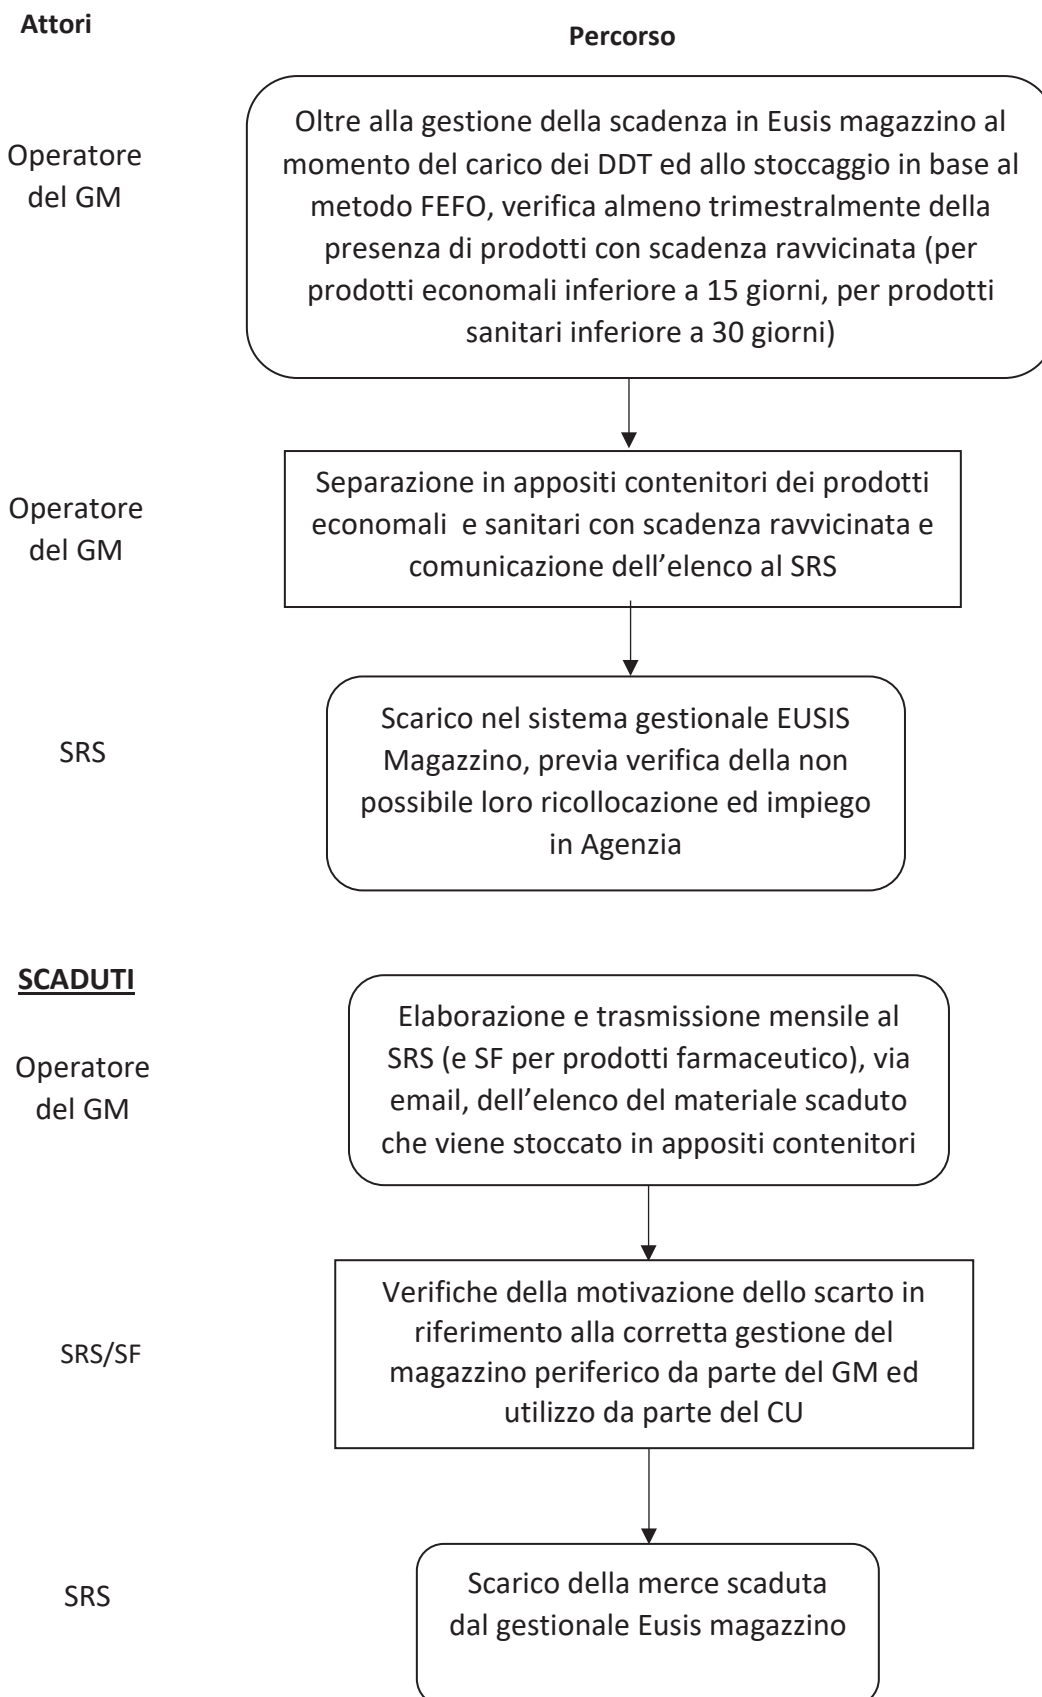 Attori
Percorso
Operatore
del GM
Oltre alla gestione della scadenza in Eusis magazzino al
momento del carico dei DDT ed allo stoccaggio in base al
metodo FEFO, verifica almeno trimestralmente della
presenza di prodotti con scadenza ravvicinata (per
prodotti economali inferiore a 15 giorni, per prodotti
sanitari inferiore a 30 giorni)
Operatore
del GM
Separazione in appositi contenitori dei prodotti
economali e sanitari con scadenza ravvicinata e
comunicazione dell’elenco al SRS
SRS
Scarico nel sistema gestionale EUSIS
Magazzino, previa verifica della non
possibile loro ricollocazione ed impiego
in Agenzia
SCADUTI
Operatore
del GM
Elaborazione e trasmissione mensile al
SRS (e SF per prodotti farmaceutico), via
email, dell’elenco del materiale scaduto
che viene stoccato in appositi contenitori
SRS/SF
Verifiche della motivazione dello scarto in
riferimento alla corretta gestione del
magazzino periferico da parte del GM ed
utilizzo da parte del CU
SRS
Scarico della merce scaduta
dal gestionale Eusis magazzino